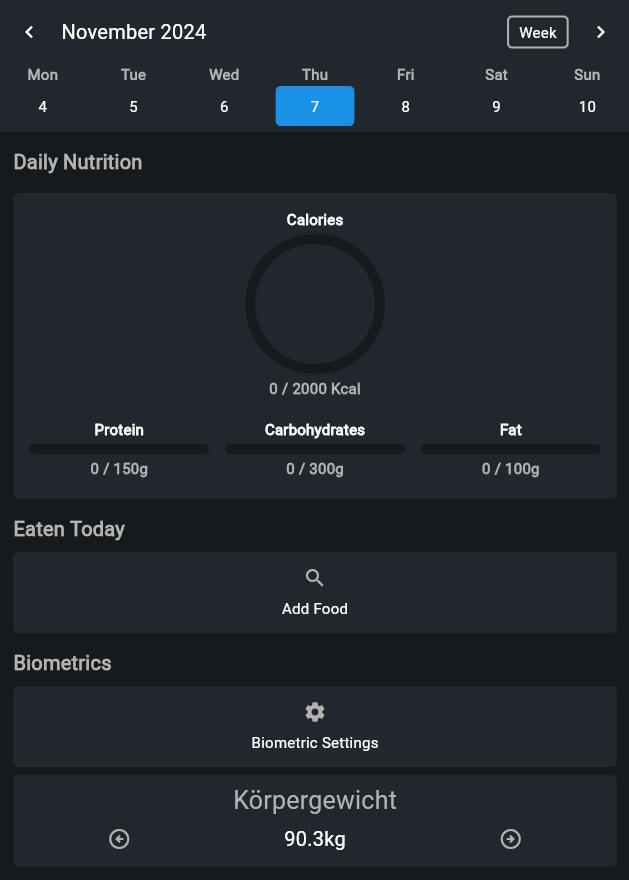 November 2024 Week
Mon Tue Wed Thu Fri Sat Sun
4 5 6 7 8 9 10
Daily Nutrition
Calories
0 / 2000 Kcal
Protein Carbohydrates Fat
0 / 150g 0 / 300g 0 / 100g
Eaten Today
Add Food
Biometrics
Biometric Settings
Körpergewicht
90.3kg